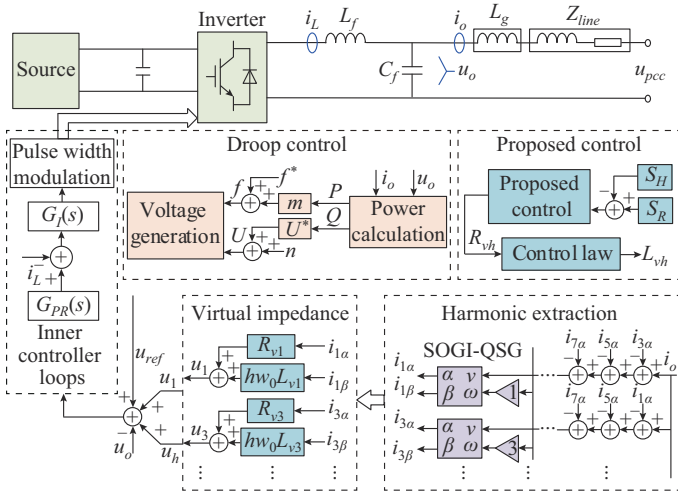 Inverter
i_L
L_f
i_o
L_g
Z_line
Source
C_f
u_o
u_pcc
Droop control
Proposed control
Pulse width
modulation
f*
f
+
+
m
P
i_o
u_o
Voltage
generation
Q
Power
calculation
U
U*
+
+
n
Proposed
control
−
+
S_H
S_R
R_vh
Control law
L_vh
G_I(s)
−
i_L
+
G_PR(s)
Inner
controller
loops
Virtual impedance
Harmonic extraction
u_ref
u_1
+
+
R_v1
i_1α
hw_0L_v1
i_1β
u_3
+
+
R_v3
i_3α
hw_0L_v3
i_3β
u_1
+
+
+
−
u_o
u_h
SOGI-QSG
i_1α
i_1β
α v
β ω
1
i_3α
i_3β
α v
β ω
3
i_7α
i_5α
i_3α
i_o
− + − + − +
i_7α
i_5α
i_1α
− + − + − +
⋯
⋯
⋮ ⋮ ⋮ ⋮ ⋮ ⋮ ⋮